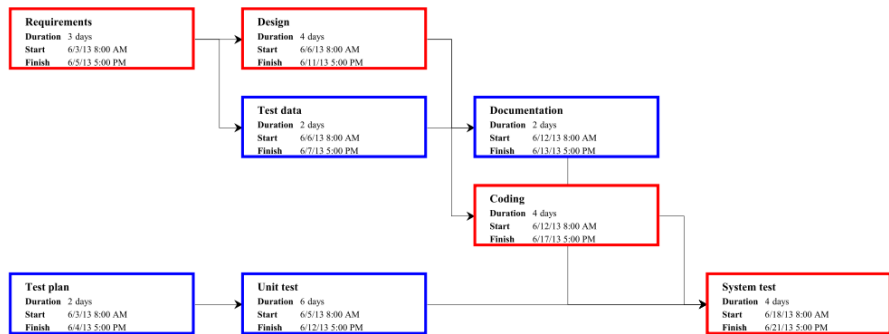 Requirements
Duration 3 days
Start 6/3/13 8:00 AM
Finish 6/5/13 5:00 PM
Design
Duration 4 days
Start 6/6/13 8:00 AM
Finish 6/11/13 5:00 PM
Test data
Duration 2 days
Start 6/6/13 8:00 AM
Finish 6/7/13 5:00 PM
Documentation
Duration 2 days
Start 6/12/13 8:00 AM
Finish 6/13/13 5:00 PM
Coding
Duration 4 days
Start 6/12/13 8:00 AM
Finish 6/17/13 5:00 PM
Test plan
Duration 2 days
Start 6/3/13 8:00 AM
Finish 6/4/13 5:00 PM
Unit test
Duration 6 days
Start 6/5/13 8:00 AM
Finish 6/12/13 5:00 PM
System test
Duration 4 days
Start 6/18/13 8:00 AM
Finish 6/21/13 5:00 PM